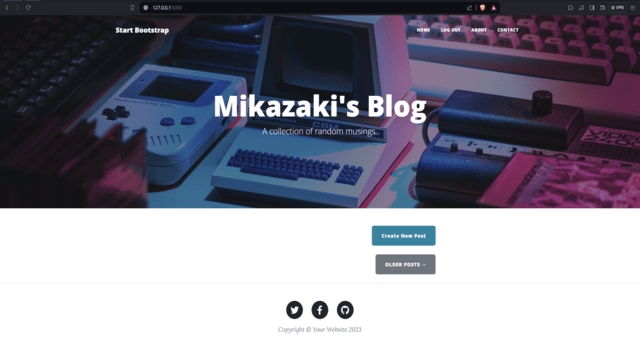 127.0.0.1:5000
VPN
Start Bootstrap
HOME
LOG OUT
ABOUT
CONTACT
Mikazaki's Blog
A collection of random musings.
Create New Post
OLDER POSTS →
Copyright © Your Website 2023